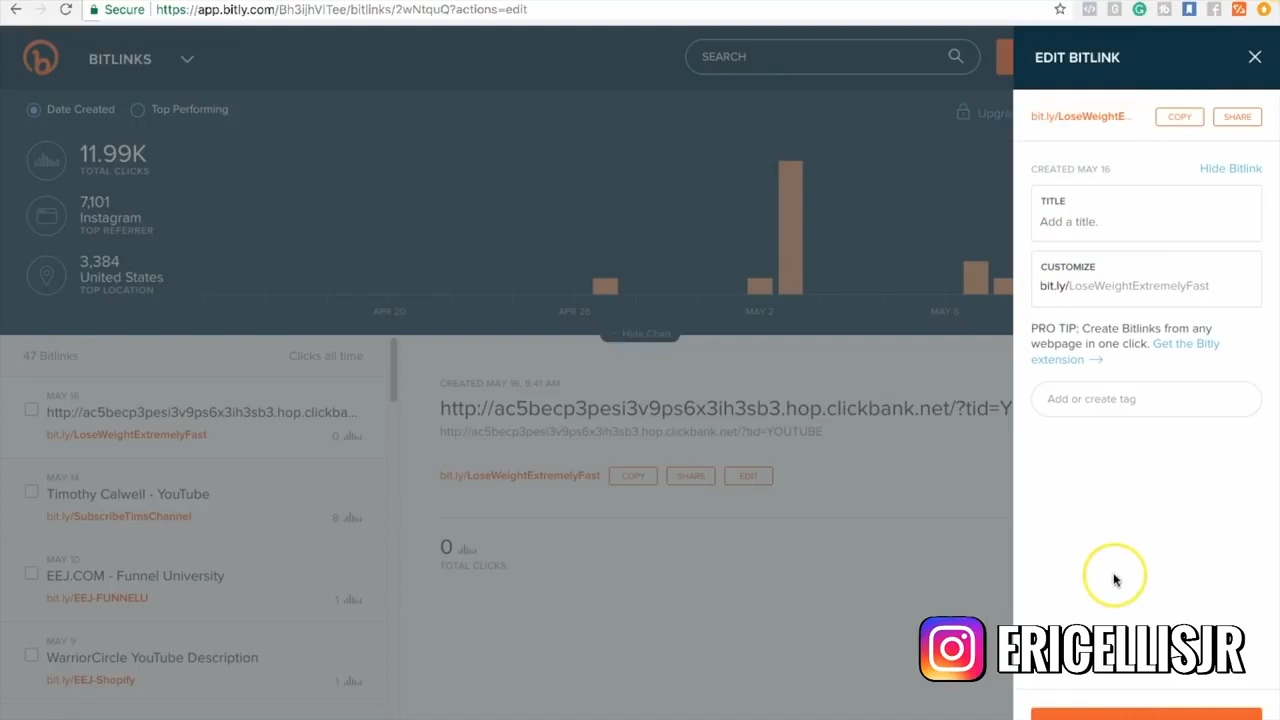 Secure https://app.bitly.com/Bh3ijhVlTee/bitlinks/2wNtquQ?actions=edit
BITLINKS
SEARCH
EDIT BITLINK
Date Created
Top Performing
Upgra
bit.ly/LoseWeightE...
COPY
SHARE
11.99K
TOTAL CLICKS
7,101
Instagram
TOP REFERRER
3,384
United States
TOP LOCATION
APR 20
APR 26
MAY 2
MAY 8
Hide Chart
CREATED MAY 16
Hide Bitlink
TITLE
Add a title.
CUSTOMIZE
bit.ly/LoseWeightExtremelyFast
PRO TIP: Create Bitlinks from any
webpage in one click. Get the Bitly
extension →
Add or create tag
47 Bitlinks
Clicks all time
MAY 16
http://ac5becp3pesi3v9ps6x3ih3sb3.hop.clickba...
bit.ly/LoseWeightExtremelyFast
0
MAY 14
Timothy Calwell - YouTube
bit.ly/SubscribeTimsChannel
8
MAY 10
EEJ.COM - Funnel University
bit.ly/EEJ-FUNNELU
1
MAY 9
WarriorCircle YouTube Description
bit.ly/EEJ-Shopify
1
CREATED MAY 16, 9:41 AM
http://ac5becp3pesi3v9ps6x3ih3sb3.hop.clickbank.net/?tid=Y
http://ac5becp3pesi3v9ps6x3ih3sb3.hop.clickbank.net/?tid=YOUTUBE
bit.ly/LoseWeightExtremelyFast
COPY
SHARE
EDIT
0
TOTAL CLICKS
ERICELLISJR